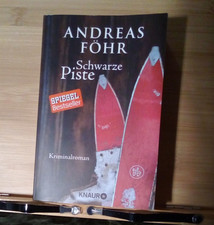 ANDREAS
FÖHR
Schwarze
Piste
SPIEGEL
Bestseller
Kriminalroman
KNAUR